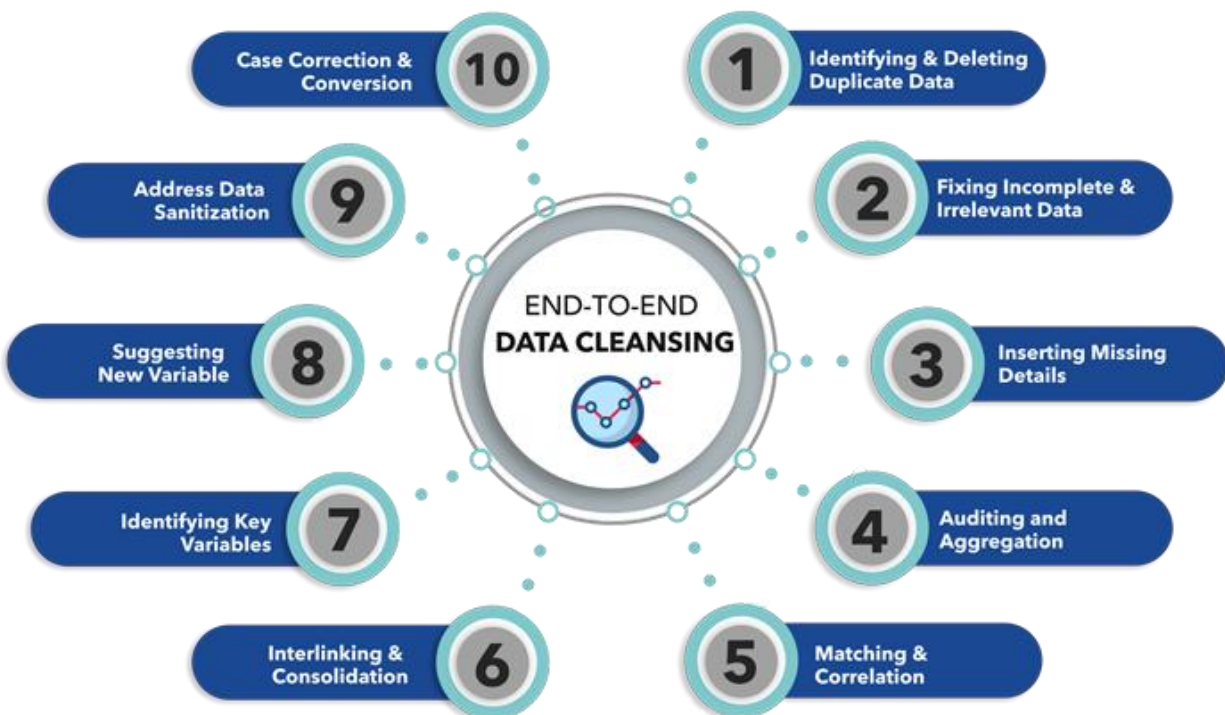 END-TO-END
DATA CLEANSING
1
Identifying & Deleting
Duplicate Data
2
Fixing Incomplete &
Irrelevant Data
3
Inserting Missing
Details
4
Auditing and
Aggregation
5
Matching &
Correlation
6
Interlinking &
Consolidation
7
Identifying Key
Variables
8
Suggesting
New Variable
9
Address Data
Sanitization
10
Case Correction &
Conversion